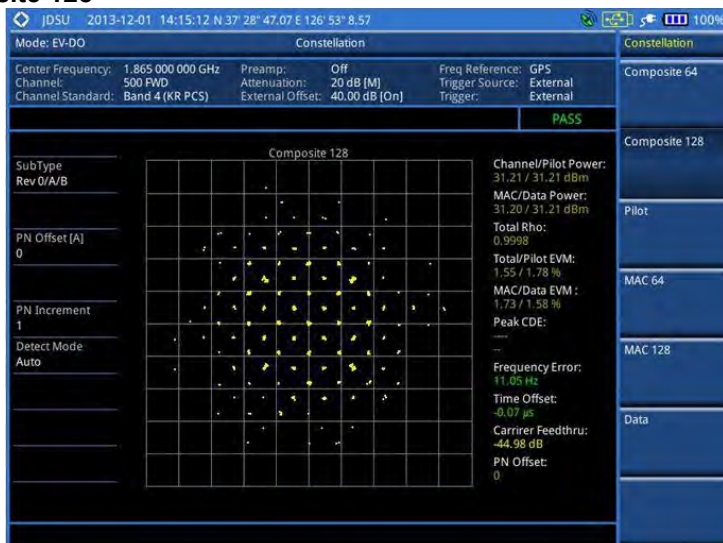 JDSU 2013-12-01 14:15:12 N 37° 28" 47.07 E 126° 53" 8.57 100%
Mode: EV-DO Constellation Constellation
Center Frequency: 1.865 000 000 GHz Preamp: Off Freq Reference: GPS
Channel: 500 FWD Attenuation: 20 dB [M] Trigger Source: External
Channel Standard: Band 4 (KR PCS) External Offset: 40.00 dB [On] Trigger: External
PASS
Composite 64
Composite 128
Pilot
MAC 64
MAC 128
Data
SubType
Rev 0/A/B
PN Offset [A]
0
PN Increment
1
Detect Mode
Auto
Composite 128
Channel/Pilot Power:
31.21 / 31.21 dBm
MAC/Data Power:
31.20 / 31.21 dBm
Total Rho:
0.9998
Total/Pilot EVM:
1.55 / 1.78 %
MAC/Data EVM :
1.73 / 1.58 %
Peak CDE:
----
--
Frequency Error:
11.05 Hz
Time Offset:
-0.07 µs
Carrirer Feedthru:
-44.98 dB
PN Offset:
0